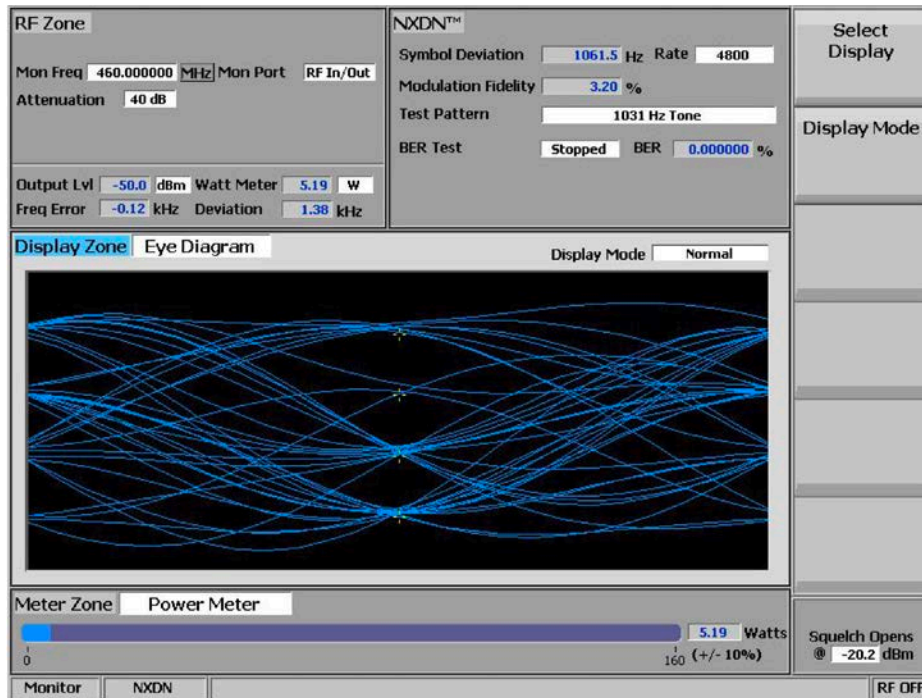 RF Zone
Mon Freq 460.000000 MHz Mon Port RF In/Out
Attenuation 40 dB
Output Lvl -50.0 dBm Watt Meter 5.19 W
Freq Error -0.12 kHz Deviation 1.38 kHz
NXDN™
Symbol Deviation 1061.5 Hz Rate 4800
Modulation Fidelity 3.20 %
Test Pattern 1031 Hz Tone
BER Test Stopped BER 0.000000 %
Select
Display
Display Mode
Display Zone Eye Diagram
Display Mode Normal
Meter Zone Power Meter
5.19 Watts
0 160 (+/- 10%)
Squelch Opens
@ -20.2 dBm
Monitor NXDN RF OFF